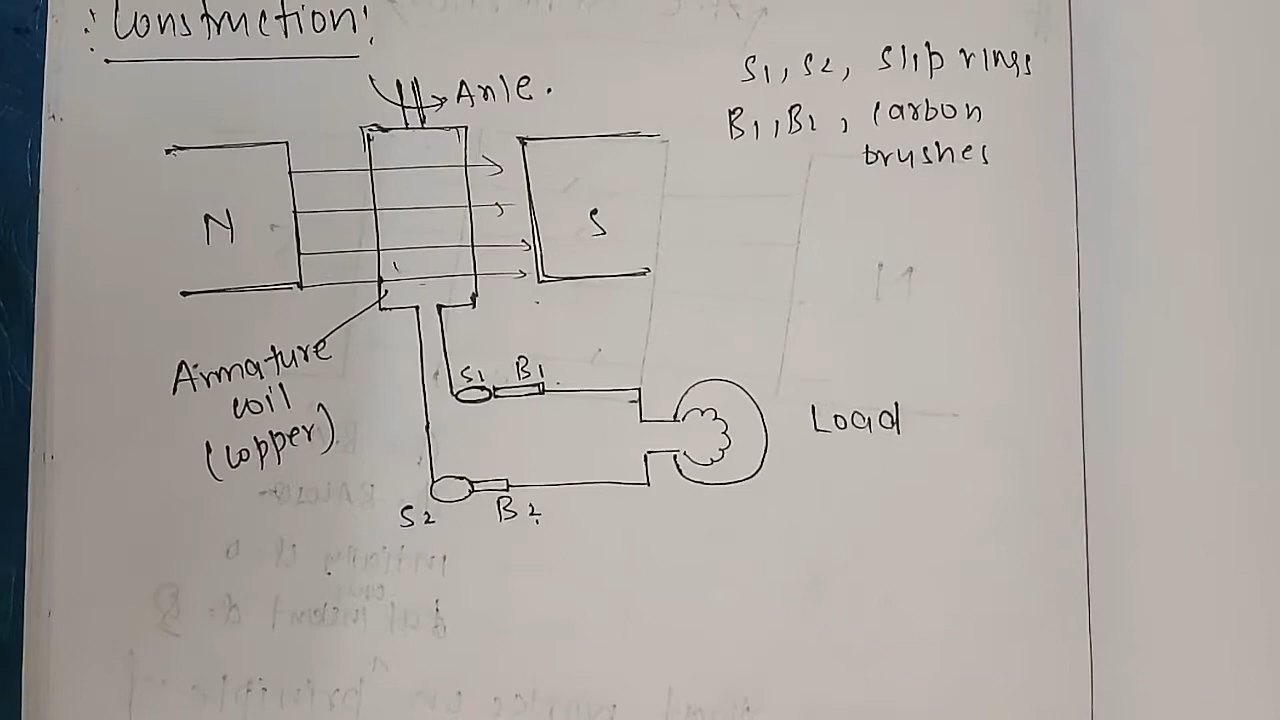 : Construction:
Axle.
S1, S2, slip rings
B1, B2, carbon
brushes
N
S
Armature
coil
(copper)
S1 B1
Load
S2 B2